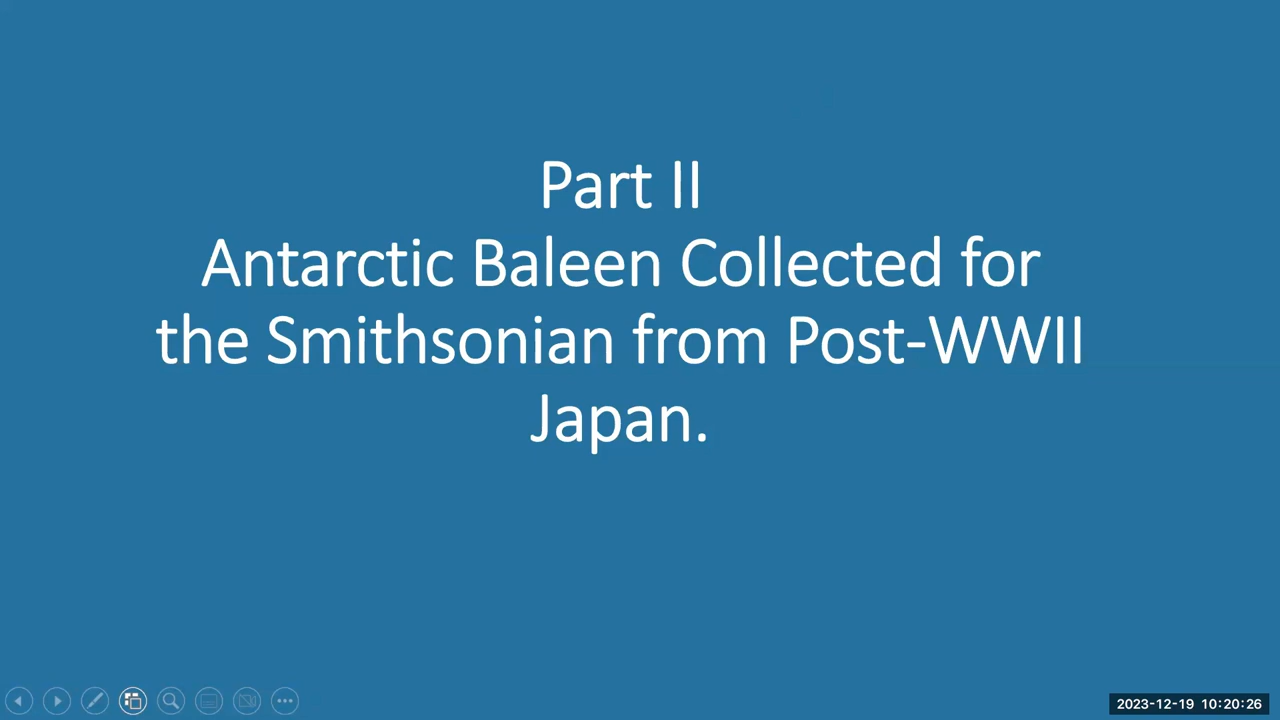 Part II
Antarctic Baleen Collected for
the Smithsonian from Post-WWII
Japan.
2023-12-19 10:20:26